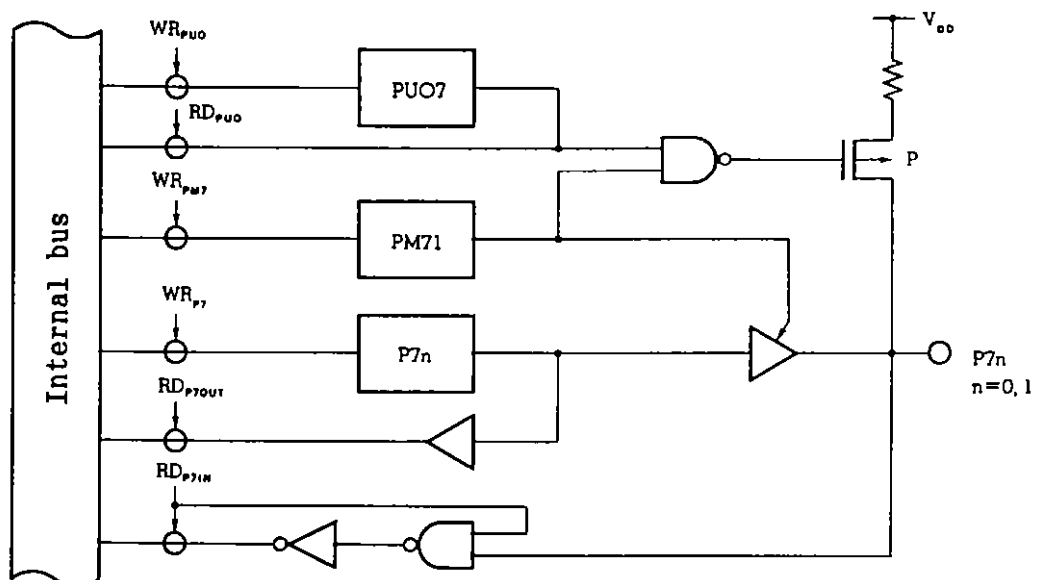 WR_PUO
V_DD
PUO7
RD_PUO
P
WR_PM7
PM71
Internal bus
WR_P7
P7n
P7n
n=0, 1
RD_P7OUT
RD_P7IN